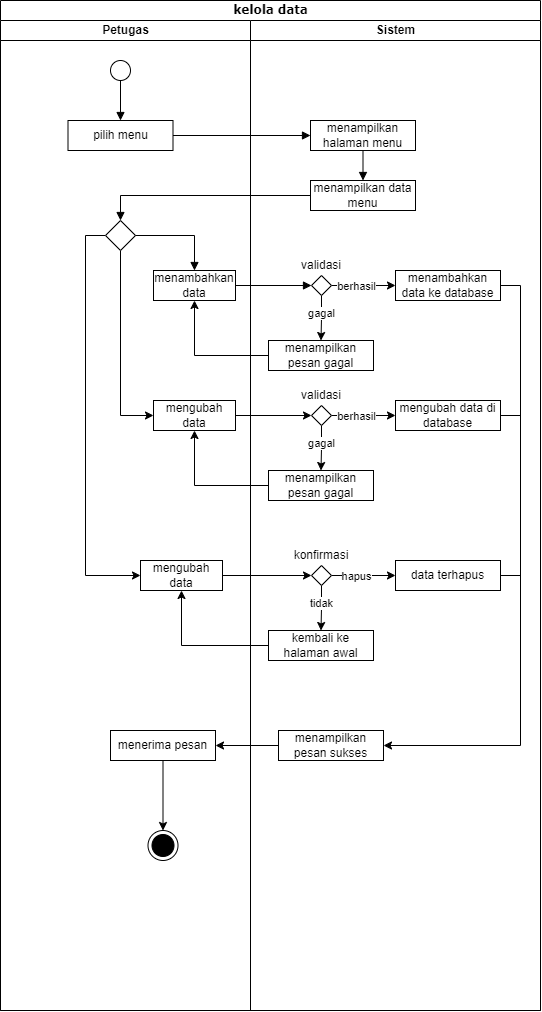 kelola data
Petugas
Sistem
pilih menu
menampilkan
halaman menu
menampilkan data
menu
menambahkan
data
validasi
berhasil
menambahkan
data ke database
gagal
menampilkan
pesan gagal
mengubah
data
validasi
berhasil
mengubah data di
database
gagal
menampilkan
pesan gagal
mengubah
data
konfirmasi
hapus
data terhapus
tidak
kembali ke
halaman awal
menerima pesan
menampilkan
pesan sukses